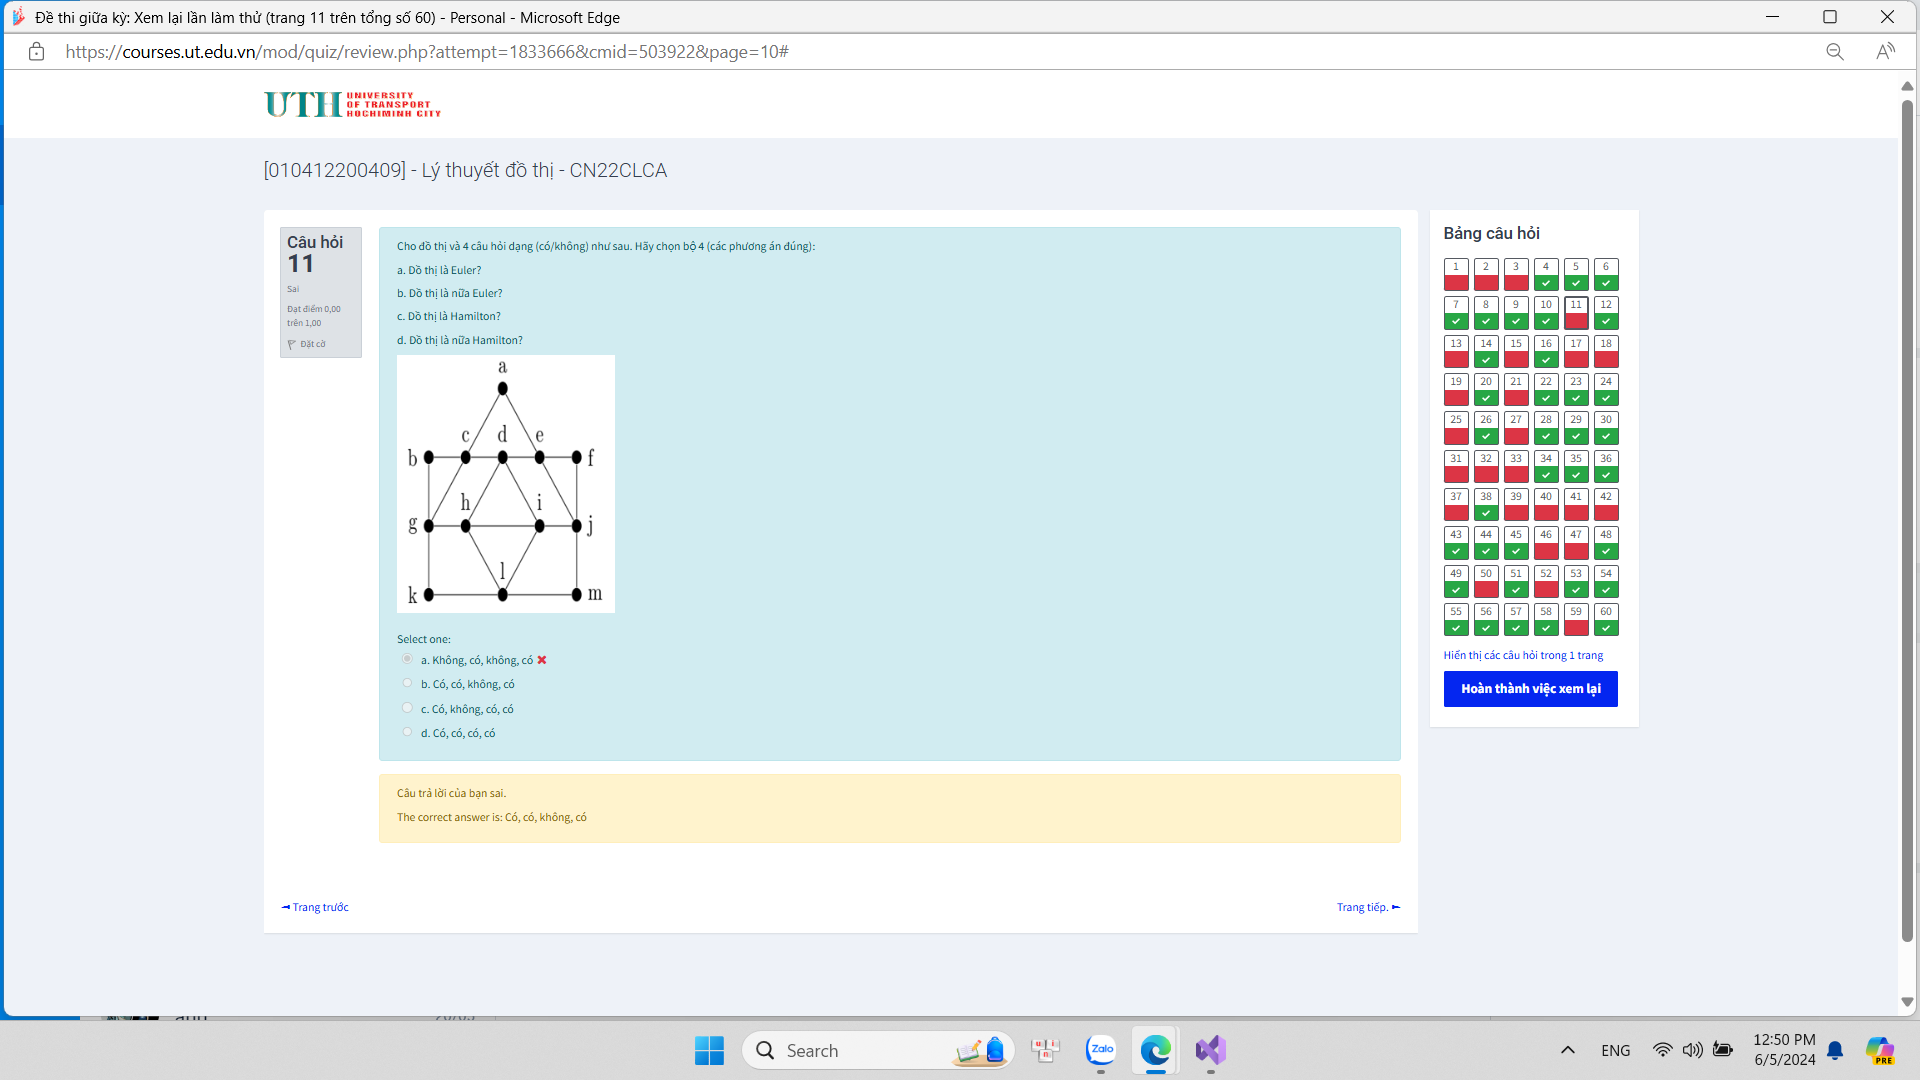 Đề thi giữa kỳ: Xem lại lần làm thử (trang 11 trên tổng số 60) - Personal - Microsoft Edge
https://courses.ut.edu.vn/mod/quiz/review.php?attempt=1833666&cmid=503922&page=10#
UTH UNIVERSITY
OF TRANSPORT
HOCHIMINH CITY
[010412200409] - Lý thuyết đồ thị - CN22CLCA
Câu hỏi
11
Sai
Đạt điểm 0,00
trên 1,00
Đặt cờ
Cho đồ thị và 4 câu hỏi dạng (có/không) như sau. Hãy chọn bộ 4 (các phương án đúng):
a. Đồ thị là Euler?
b. Đồ thị là nữa Euler?
c. Đồ thị là Hamilton?
d. Đồ thị là nữa Hamilton?
a
c d e
b f
h i
g j
l
k m
Select one:
a. Không, có, không, có
b. Có, có, không, có
c. Có, không, có, có
d. Có, có, có, có
Câu trả lời của bạn sai.
The correct answer is: Có, có, không, có
◄ Trang trước
Trang tiếp. ►
Bảng câu hỏi
1 2 3 4 5 6
7 8 9 10 11 12
13 14 15 16 17 18
19 20 21 22 23 24
25 26 27 28 29 30
31 32 33 34 35 36
37 38 39 40 41 42
43 44 45 46 47 48
49 50 51 52 53 54
55 56 57 58 59 60
Hiển thị các câu hỏi trong 1 trang
Hoàn thành việc xem lại
Search
u i
n
Zalo
ENG
12:50 PM
6/5/2024
PRE